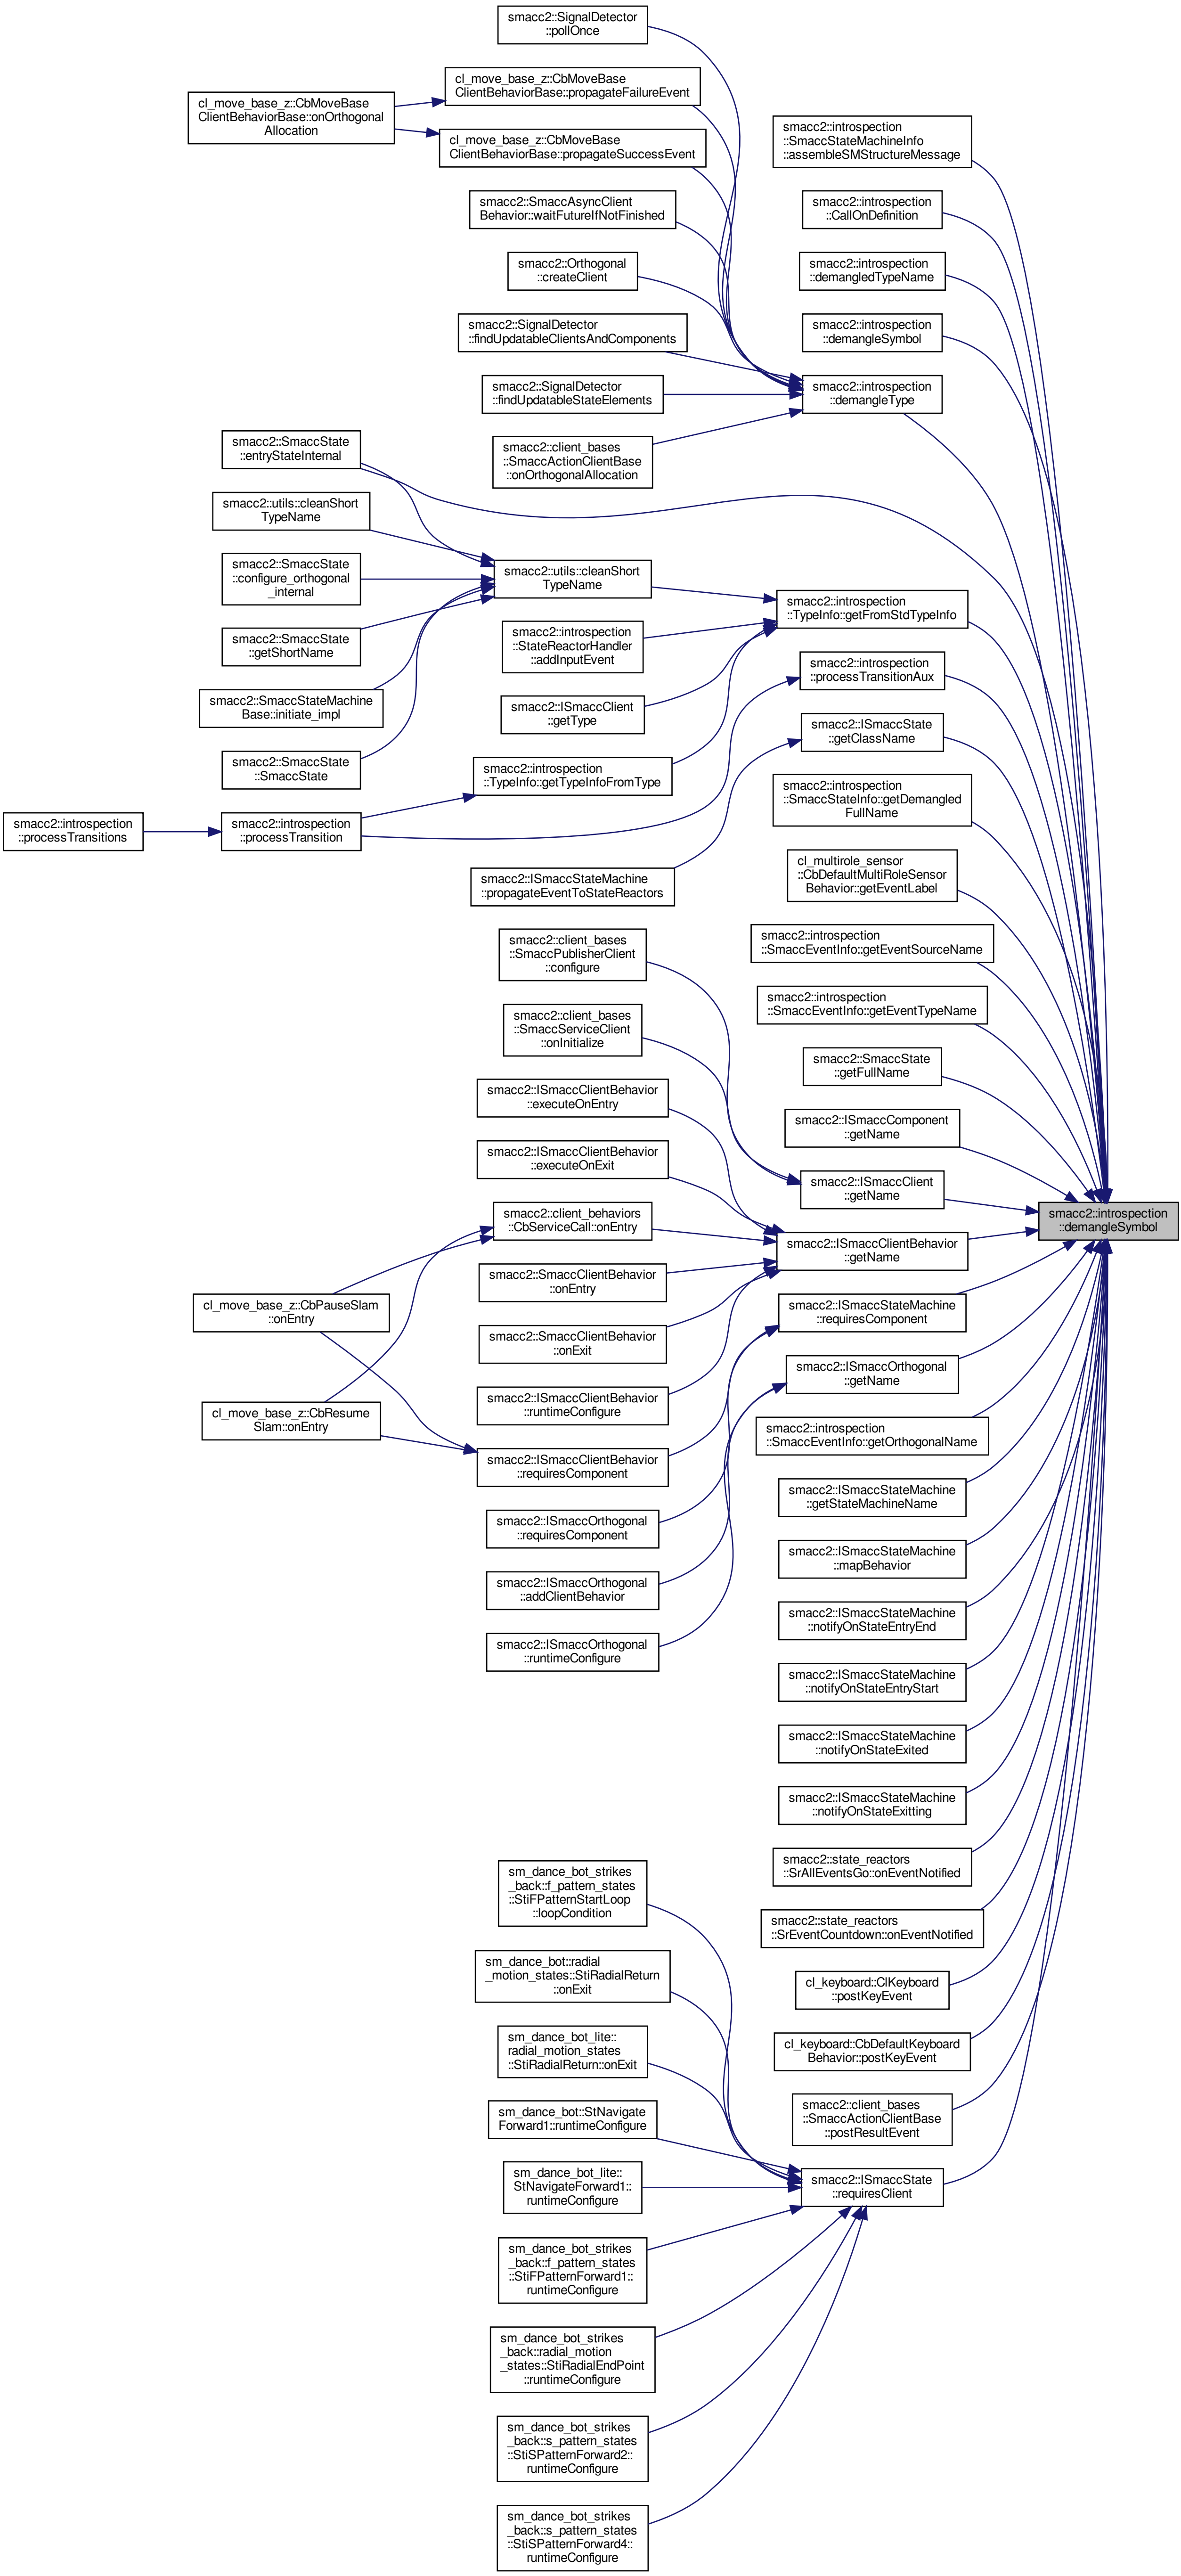 smacc2::SignalDetector
::pollOnce
cl_move_base_z::CbMoveBase
ClientBehaviorBase::propagateFailureEvent
cl_move_base_z::CbMoveBase
ClientBehaviorBase::onOrthogonal
Allocation
cl_move_base_z::CbMoveBase
ClientBehaviorBase::propagateSuccessEvent
smacc2::introspection
::SmaccStateMachineInfo
::assembleSMStructureMessage
smacc2::SmaccAsyncClient
Behavior::waitFutureIfNotFinished
smacc2::introspection
::CallOnDefinition
smacc2::Orthogonal
::createClient
smacc2::introspection
::demangledTypeName
smacc2::SignalDetector
::findUpdatableClientsAndComponents
smacc2::introspection
::demangleSymbol
smacc2::SignalDetector
::findUpdatableStateElements
smacc2::introspection
::demangleType
smacc2::client_bases
::SmaccActionClientBase
::onOrthogonalAllocation
smacc2::SmaccState
::entryStateInternal
smacc2::utils::cleanShort
TypeName
smacc2::SmaccState
::configure_orthogonal
_internal
smacc2::utils::cleanShort
TypeName
smacc2::introspection
::TypeInfo::getFromStdTypeInfo
smacc2::SmaccState
::getShortName
smacc2::introspection
::StateReactorHandler
::addInputEvent
smacc2::introspection
::processTransitionAux
smacc2::SmaccStateMachine
Base::initiate_impl
smacc2::ISmaccClient
::getType
smacc2::ISmaccState
::getClassName
smacc2::SmaccState
::SmaccState
smacc2::introspection
::TypeInfo::getTypeInfoFromType
smacc2::introspection
::SmaccStateInfo::getDemangled
FullName
smacc2::introspection
::processTransitions
smacc2::introspection
::processTransition
smacc2::ISmaccStateMachine
::propagateEventToStateReactors
cl_multirole_sensor
::CbDefaultMultiRoleSensor
Behavior::getEventLabel
smacc2::client_bases
::SmaccPublisherClient
::configure
smacc2::introspection
::SmaccEventInfo::getEventSourceName
smacc2::client_bases
::SmaccServiceClient
::onInitialize
smacc2::introspection
::SmaccEventInfo::getEventTypeName
smacc2::SmaccState
::getFullName
smacc2::ISmaccClientBehavior
::executeOnEntry
smacc2::ISmaccComponent
::getName
smacc2::ISmaccClientBehavior
::executeOnExit
smacc2::ISmaccClient
::getName
smacc2::introspection
::demangleSymbol
smacc2::client_behaviors
::CbServiceCall::onEntry
smacc2::ISmaccClientBehavior
::getName
smacc2::SmaccClientBehavior
::onEntry
cl_move_base_z::CbPauseSlam
::onEntry
smacc2::ISmaccStateMachine
::requiresComponent
smacc2::SmaccClientBehavior
::onExit
smacc2::ISmaccOrthogonal
::getName
smacc2::ISmaccClientBehavior
::runtimeConfigure
cl_move_base_z::CbResume
Slam::onEntry
smacc2::introspection
::SmaccEventInfo::getOrthogonalName
smacc2::ISmaccClientBehavior
::requiresComponent
smacc2::ISmaccStateMachine
::getStateMachineName
smacc2::ISmaccOrthogonal
::requiresComponent
smacc2::ISmaccStateMachine
::mapBehavior
smacc2::ISmaccOrthogonal
::addClientBehavior
smacc2::ISmaccStateMachine
::notifyOnStateEntryEnd
smacc2::ISmaccOrthogonal
::runtimeConfigure
smacc2::ISmaccStateMachine
::notifyOnStateEntryStart
smacc2::ISmaccStateMachine
::notifyOnStateExited
smacc2::ISmaccStateMachine
::notifyOnStateExitting
smacc2::state_reactors
::SrAllEventsGo::onEventNotified
sm_dance_bot_strikes
_back::f_pattern_states
::StiFPatternStartLoop
::loopCondition
smacc2::state_reactors
::SrEventCountdown::onEventNotified
sm_dance_bot::radial
_motion_states::StiRadialReturn
::onExit
cl_keyboard::ClKeyboard
::postKeyEvent
sm_dance_bot_lite::
radial_motion_states
::StiRadialReturn::onExit
cl_keyboard::CbDefaultKeyboard
Behavior::postKeyEvent
sm_dance_bot::StNavigate
Forward1::runtimeConfigure
smacc2::client_bases
::SmaccActionClientBase
::postResultEvent
sm_dance_bot_lite::
StNavigateForward1::
runtimeConfigure
smacc2::ISmaccState
::requiresClient
sm_dance_bot_strikes
_back::f_pattern_states
::StiFPatternForward1::
runtimeConfigure
sm_dance_bot_strikes
_back::radial_motion
_states::StiRadialEndPoint
::runtimeConfigure
sm_dance_bot_strikes
_back::s_pattern_states
::StiSPatternForward2::
runtimeConfigure
sm_dance_bot_strikes
_back::s_pattern_states
::StiSPatternForward4::
runtimeConfigure